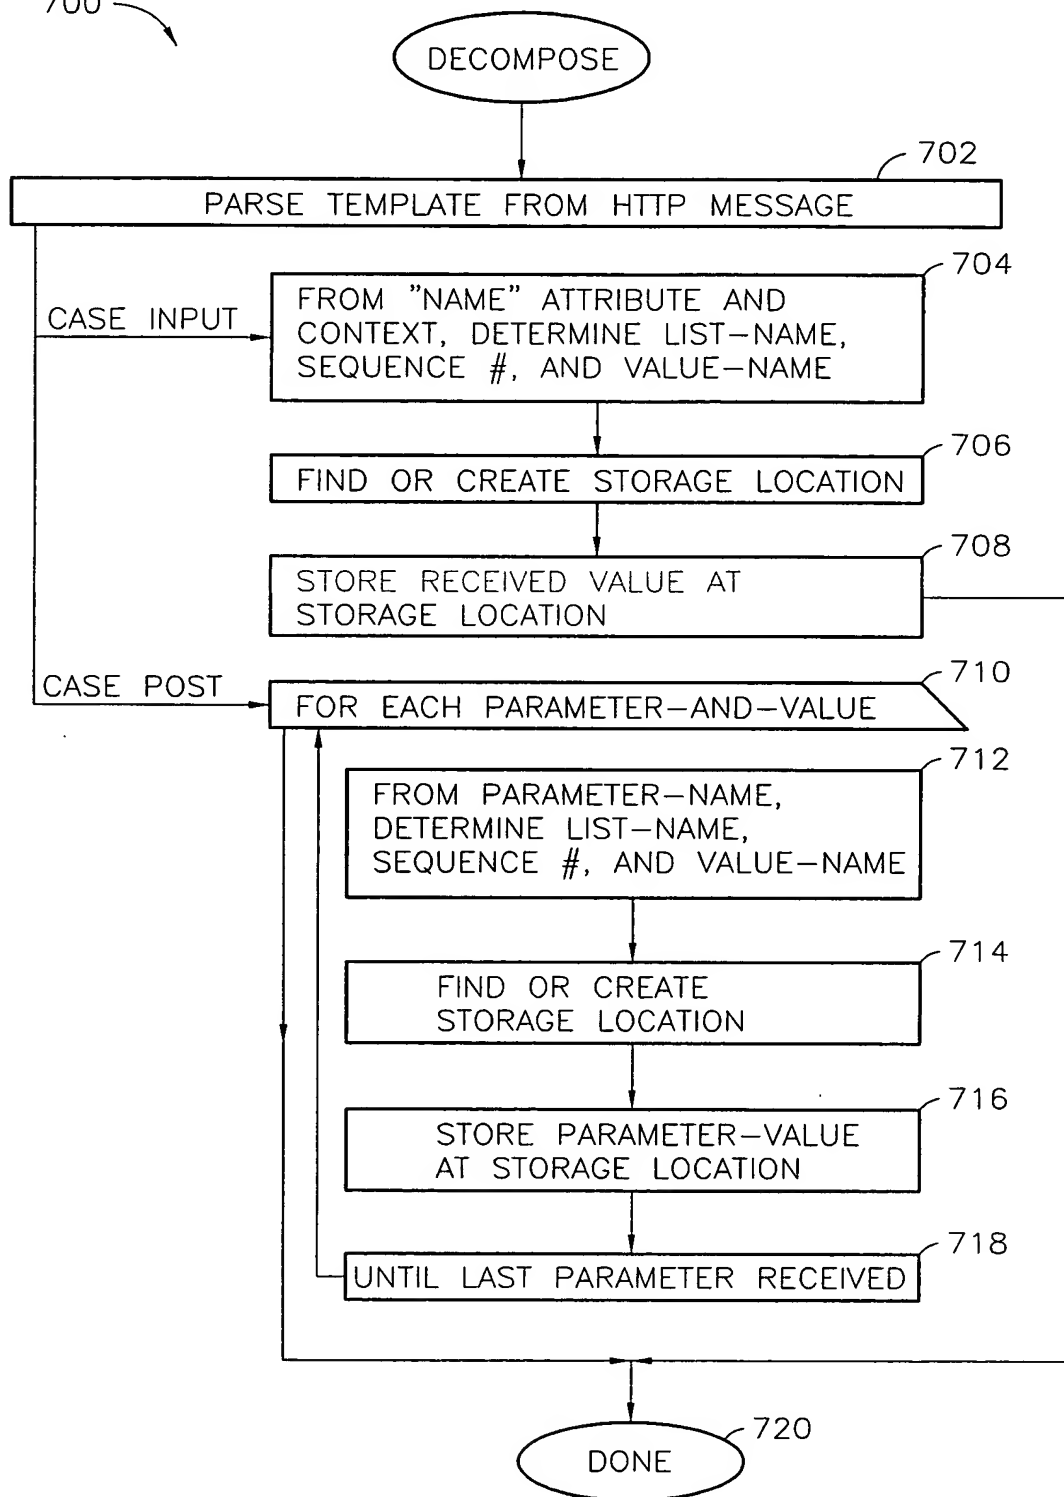 700
DECOMPOSE
702
PARSE TEMPLATE FROM HTTP MESSAGE
704
CASE INPUT
FROM "NAME" ATTRIBUTE AND
CONTEXT, DETERMINE LIST-NAME,
SEQUENCE #, AND VALUE-NAME
706
FIND OR CREATE STORAGE LOCATION
708
STORE RECEIVED VALUE AT
STORAGE LOCATION
CASE POST
710
FOR EACH PARAMETER-AND-VALUE
712
FROM PARAMETER-NAME,
DETERMINE LIST-NAME,
SEQUENCE #, AND VALUE-NAME
714
FIND OR CREATE
STORAGE LOCATION
716
STORE PARAMETER-VALUE
AT STORAGE LOCATION
718
UNTIL LAST PARAMETER RECEIVED
720
DONE